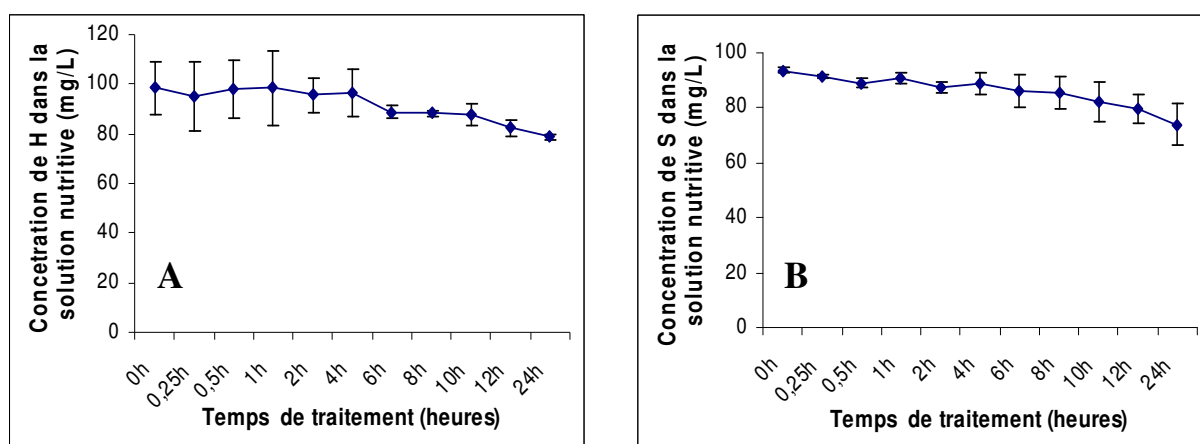 Concetration de H dans la
solution nutritive (mg/L)
120
100
80
60
40
20
0
A
0h
0,25h
0,5h
1h
2h
4h
6h
8h
10h
12h
24h
Temps de traitement (heures)
Concentration de S dans la
solution nutritive (mg/L)
100
80
60
40
20
0
B
0h
0,25h
0,5h
1h
2h
4h
6h
8h
10h
12h
24h
Temps de traitement (heures)